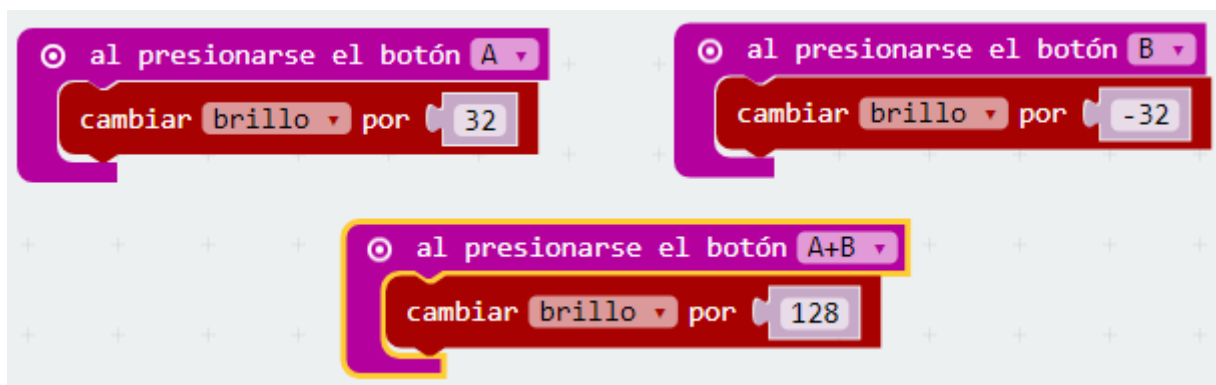 al presionarse el botón A
cambiar brillo por 32
al presionarse el botón B
cambiar brillo por -32
al presionarse el botón A+B
cambiar brillo por 128